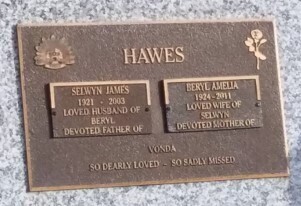 HAWES
SELWYN JAMES
1921 - 2003
LOVED HUSBAND OF
BERYL
DEVOTED FATHER OF
BERYL AMELIA
1924-2011
LOVED WIFE OF
SELWYN
DEVOTED MOTHER OF
VONDA
SO DEARLY LOVED - SO SADLY MISSED